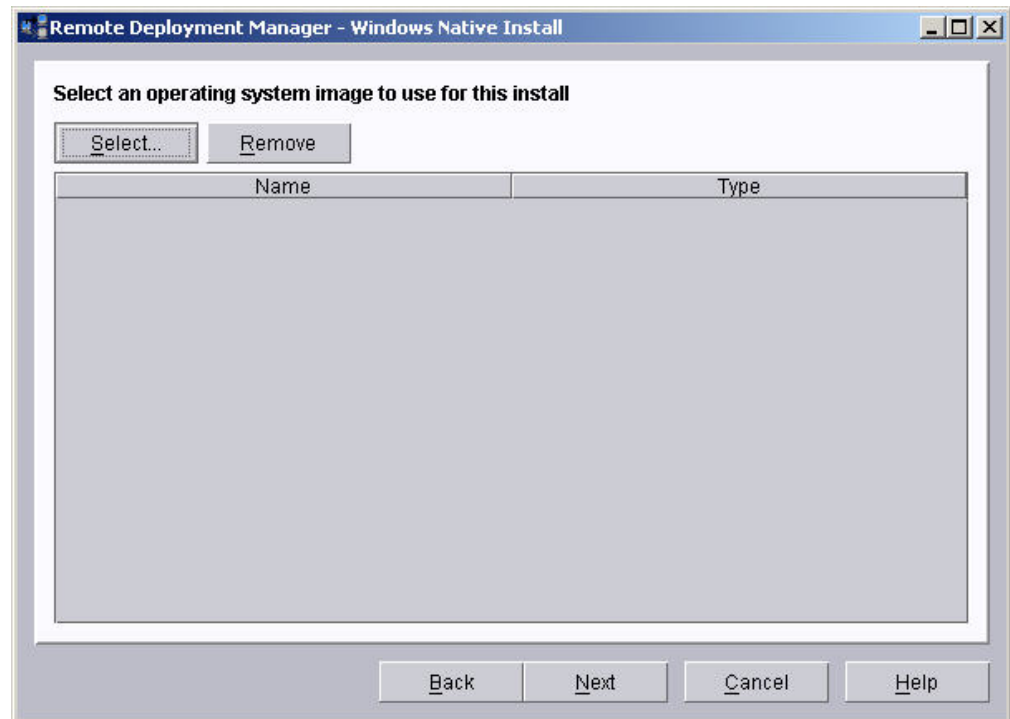 Remote Deployment Manager - Windows Native Install
Select an operating system image to use for this install
Select... Remove
Name Type
Back Next Cancel Help